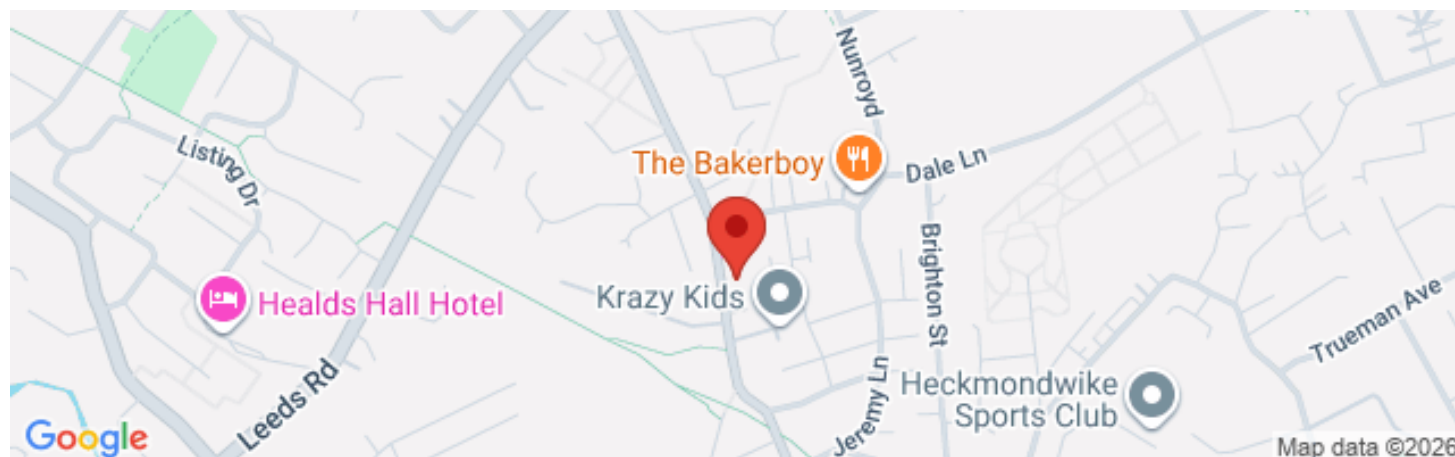 Nunroyd
Listing Dr
The Bakerboy
Dale Ln
Brighton St
Healds Hall Hotel
Krazy Kids
Trueman Ave
Leeds Rd
Jeremy Ln
Heckmondwike
Sports Club
Google
Map data ©2026